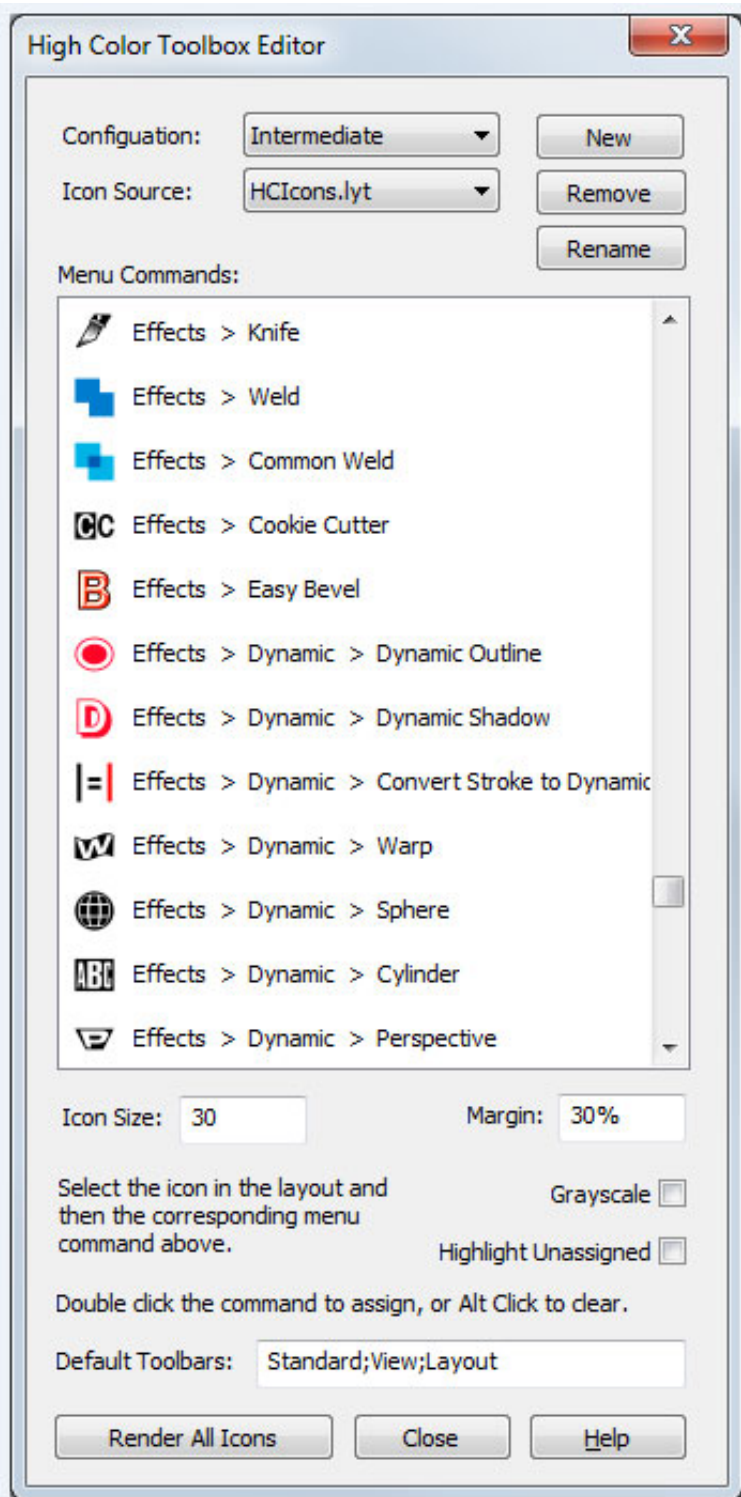 High Color Toolbox Editor
Configuation: Intermediate New
Icon Source: HCIcons.lyt Remove
Rename
Menu Commands:
Effects > Knife
Effects > Weld
Effects > Common Weld
CC Effects > Cookie Cutter
B Effects > Easy Bevel
Effects > Dynamic > Dynamic Outline
D Effects > Dynamic > Dynamic Shadow
|=| Effects > Dynamic > Convert Stroke to Dynamic
W Effects > Dynamic > Warp
Effects > Dynamic > Sphere
ABC Effects > Dynamic > Cylinder
Effects > Dynamic > Perspective
Icon Size: 30 Margin: 30%
Select the icon in the layout and
then the corresponding menu
command above.
Grayscale
Highlight Unassigned
Double click the command to assign, or Alt Click to clear.
Default Toolbars: Standard;View;Layout
Render All Icons Close Help